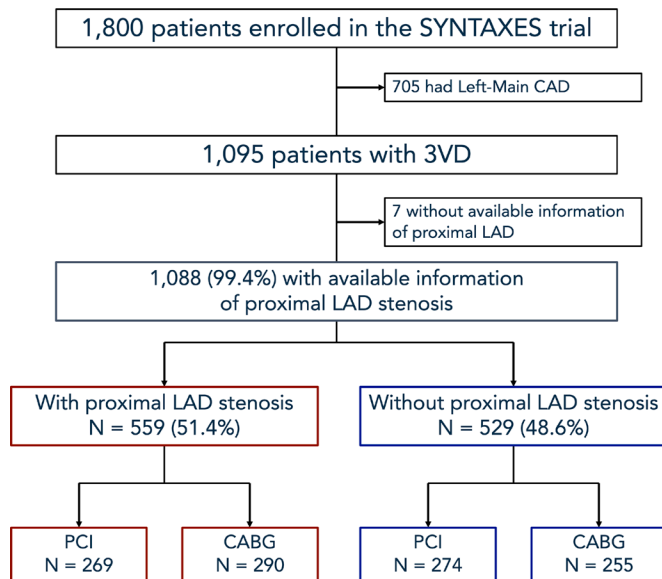 1,800 patients enrolled in the SYNTAXES trial
705 had Left-Main CAD
1,095 patients with 3VD
7 without available information
of proximal LAD
1,088 (99.4%) with available information
of proximal LAD stenosis
With proximal LAD stenosis
N = 559 (51.4%)
Without proximal LAD stenosis
N = 529 (48.6%)
PCI
N = 269
CABG
N = 290
PCI
N = 274
CABG
N = 255